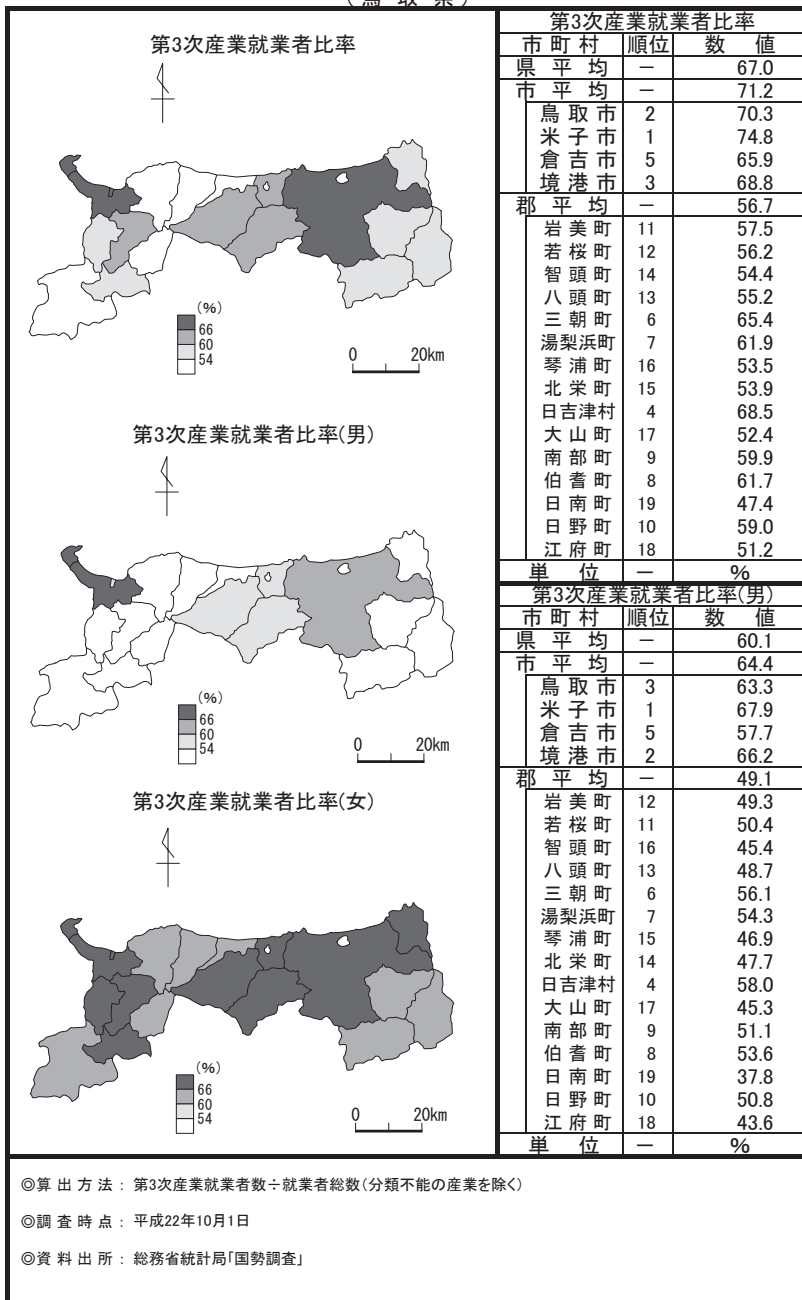 (鳥取県)
第3次産業就業者比率
(%)
66
60
54
0 20km
第3次産業就業者比率(男)
(%)
66
60
54
0 20km
第3次産業就業者比率(女)
(%)
66
60
54
0 20km
第3次産業就業者比率
市町村 順位 数値
県平均 － 67.0
市平均 － 71.2
鳥取市 2 70.3
米子市 1 74.8
倉吉市 5 65.9
境港市 3 68.8
郡平均 － 56.7
岩美町 11 57.5
若桜町 12 56.2
智頭町 14 54.4
八頭町 13 55.2
三朝町 6 65.4
湯梨浜町 7 61.9
琴浦町 16 53.5
北栄町 15 53.9
日吉津村 4 68.5
大山町 17 52.4
南部町 9 59.9
伯耆町 8 61.7
日南町 19 47.4
日野町 10 59.0
江府町 18 51.2
単位 － %
第3次産業就業者比率(男)
市町村 順位 数値
県平均 － 60.1
市平均 － 64.4
鳥取市 3 63.3
米子市 1 67.9
倉吉市 5 57.7
境港市 2 66.2
郡平均 － 49.1
岩美町 12 49.3
若桜町 11 50.4
智頭町 16 45.4
八頭町 13 48.7
三朝町 6 56.1
湯梨浜町 7 54.3
琴浦町 15 46.9
北栄町 14 47.7
日吉津村 4 58.0
大山町 17 45.3
南部町 9 51.1
伯耆町 8 53.6
日南町 19 37.8
日野町 10 50.8
江府町 18 43.6
単位 － %
◎算出方法：第3次産業就業者数÷就業者総数(分類不能の産業を除く)
◎調査時点：平成22年10月1日
◎資料出所：総務省統計局「国勢調査」